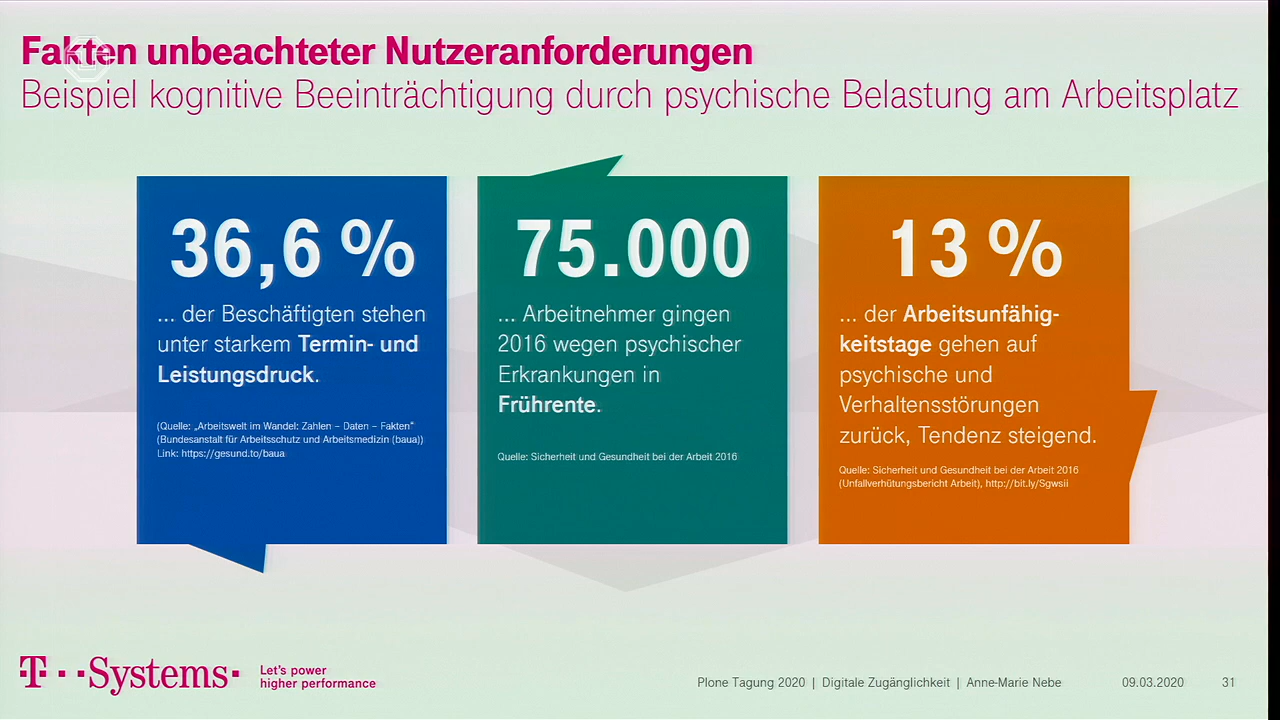 Fakten unbeachteter Nutzeranforderungen
Beispiel kognitive Beeinträchtigung durch psychische Belastung am Arbeitsplatz
36,6 %
... der Beschäftigten stehen
unter starkem Termin- und
Leistungsdruck.
(Quelle: „Arbeitswelt im Wandel: Zahlen – Daten – Fakten“
(Bundesanstalt für Arbeitsschutz und Arbeitsmedizin (baua))
Link: https://gesund.to/baua
75.000
... Arbeitnehmer gingen
2016 wegen psychischer
Erkrankungen in
Frührente.
Quelle: Sicherheit und Gesundheit bei der Arbeit 2016
13 %
... der Arbeitsunfähig-
keitstage gehen auf
psychische und
Verhaltensstörungen
zurück, Tendenz steigend.
Quelle: Sicherheit und Gesundheit bei der Arbeit 2016
(Unfallverhütungsbericht Arbeit), http://bit.ly/Sgwsii
T··Systems·
Let's power
higher performance
Plone Tagung 2020 | Digitale Zugänglichkeit | Anne-Marie Nebe 09.03.2020 31